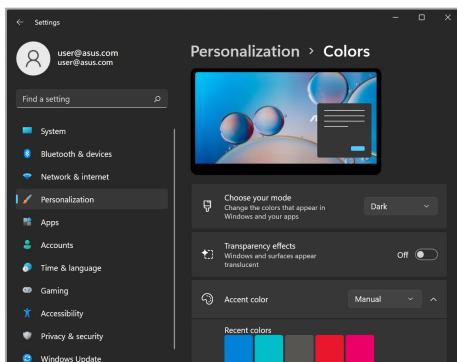 Settings
user@asus.com
user@asus.com
Find a setting
System
Bluetooth & devices
Network & internet
Personalization
Apps
Accounts
Time & language
Gaming
Accessibility
Privacy & security
Windows Update
Personalization > Colors
Choose your mode
Change the colors that appear in
Windows and your apps
Dark
Transparency effects
Windows and surfaces appear
translucent
Off
Accent color
Manual
Recent colors